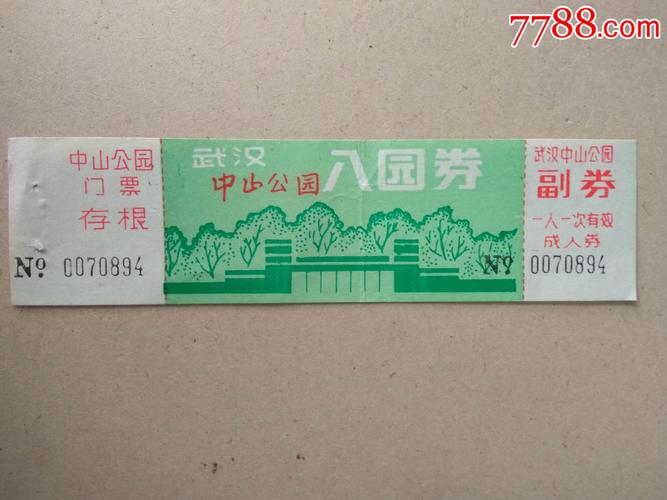 7788.com
中山公园
门票
存根
No 0070894
武汉
中山公园
入园券
武汉中山公园
副券
一人一次有效
成人券
No 0070894